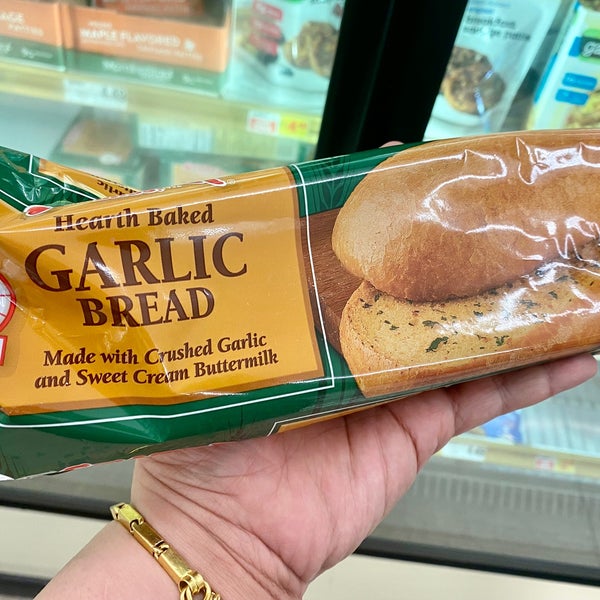 MAPLE FLAVORED
Hearth Baked
GARLIC
BREAD
Made with Crushed Garlic
and Sweet Cream Buttermilk